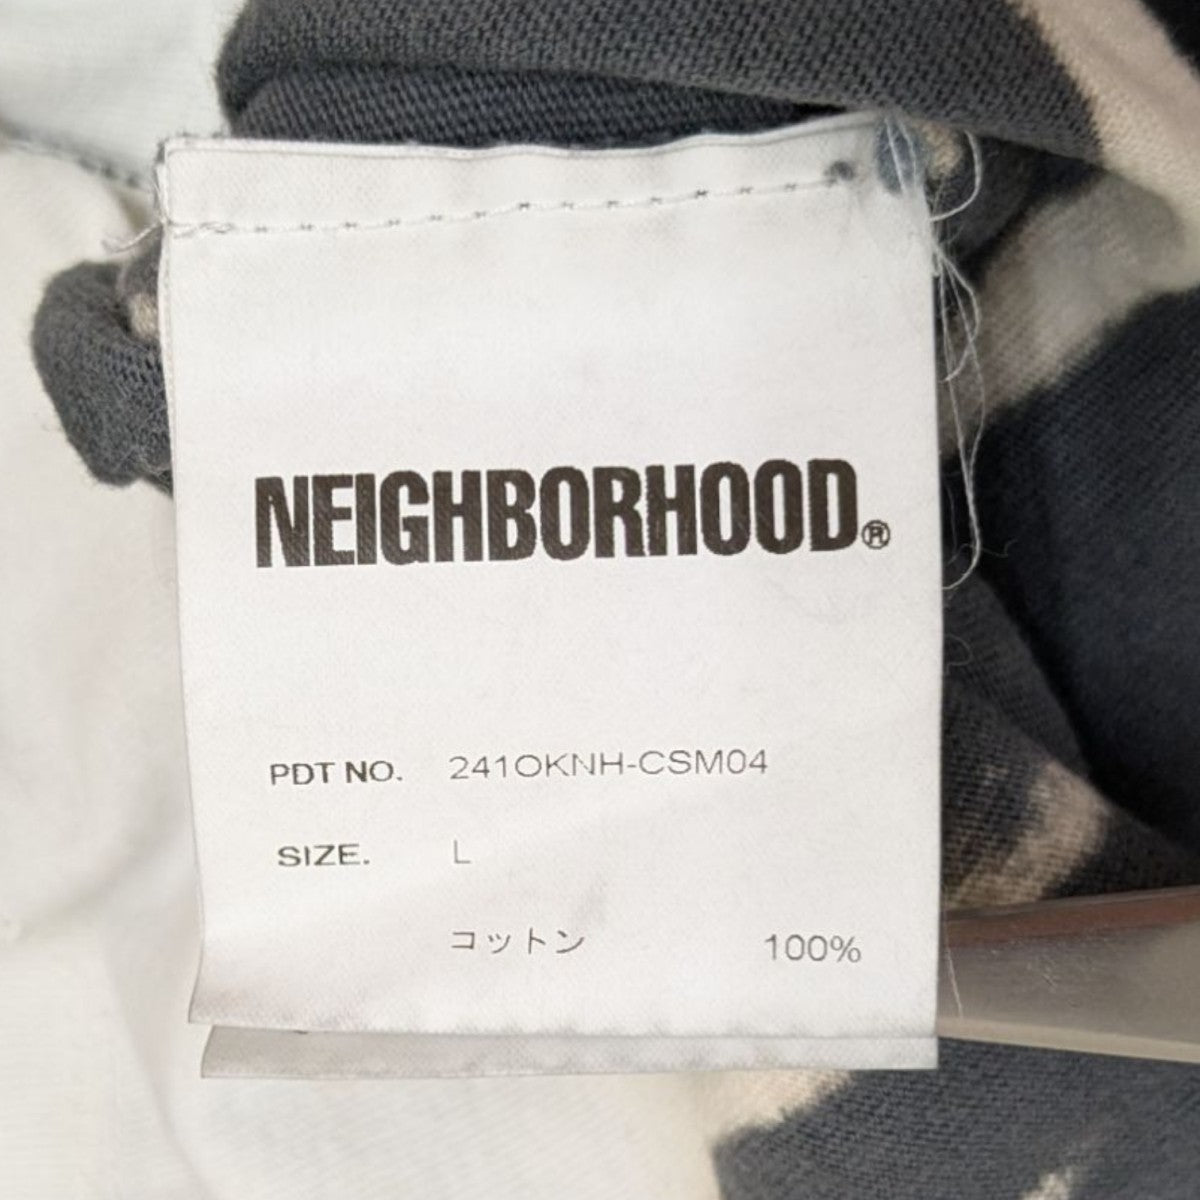 NEIGHBORHOOD®
PDT NO. 241OKNH-CSM04
SIZE. L
コットン 100%